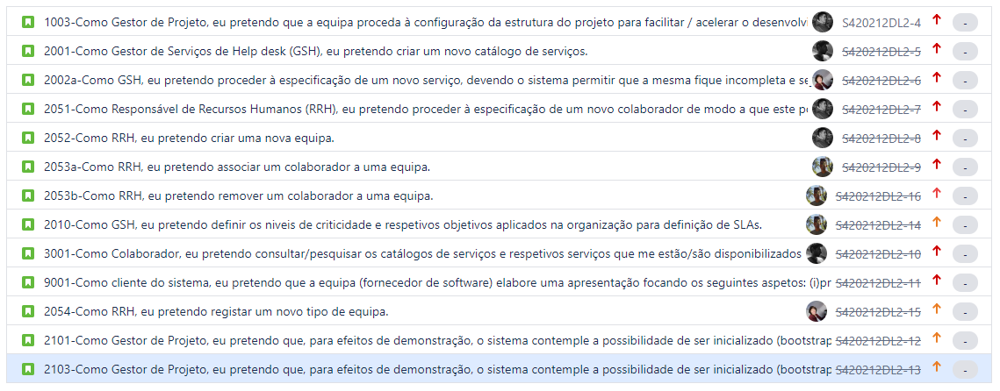 1003-Como Gestor de Projeto, eu pretendo que a equipa proceda à configuração da estrutura do projeto para facilitar / acelerar o desenvolvi S420212DL2-4 -
2001-Como Gestor de Serviços de Help desk (GSH), eu pretendo criar um novo catálogo de serviços. S420212DL2-5 -
2002a-Como GSH, eu pretendo proceder à especificação de um novo serviço, devendo o sistema permitir que a mesma fique incompleta e se S420212DL2-6 -
2051-Como Responsável de Recursos Humanos (RRH), eu pretendo proceder à especificação de um novo colaborador de modo a que este po S420212DL2-7 -
2052-Como RRH, eu pretendo criar uma nova equipa. S420212DL2-8 -
2053a-Como RRH, eu pretendo associar um colaborador a uma equipa. S420212DL2-9 -
2053b-Como RRH, eu pretendo remover um colaborador a uma equipa. S420212DL2-16 -
2010-Como GSH, eu pretendo definir os niveis de criticidade e respetivos objetivos aplicados na organização para definição de SLAs. S420212DL2-14 -
3001-Como Colaborador, eu pretendo consultar/pesquisar os catálogos de serviços e respetivos serviços que me estão/são disponibilizados S420212DL2-10 -
9001-Como cliente do sistema, eu pretendo que a equipa (fornecedor de software) elabore uma apresentação focando os seguintes aspetos: (i)pr S420212DL2-11 -
2054-Como RRH, eu pretendo registar um novo tipo de equipa. S420212DL2-15 -
2101-Como Gestor de Projeto, eu pretendo que, para efeitos de demonstração, o sistema contemple a possibilidade de ser inicializado (bootstrap S420212DL2-12 -
2103-Como Gestor de Projeto, eu pretendo que, para efeitos de demonstração, o sistema contemple a possibilidade de ser inicializado (bootstrap S420212DL2-13 -